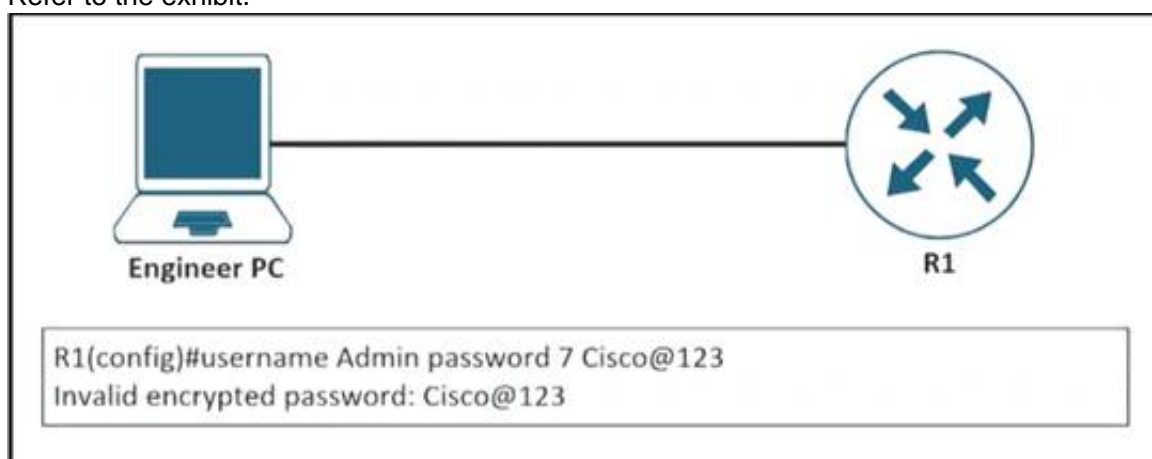 Refer to the exhibit.
Engineer PC
R1
R1(config)#username Admin password 7 Cisco@123
Invalid encrypted password: Cisco@123